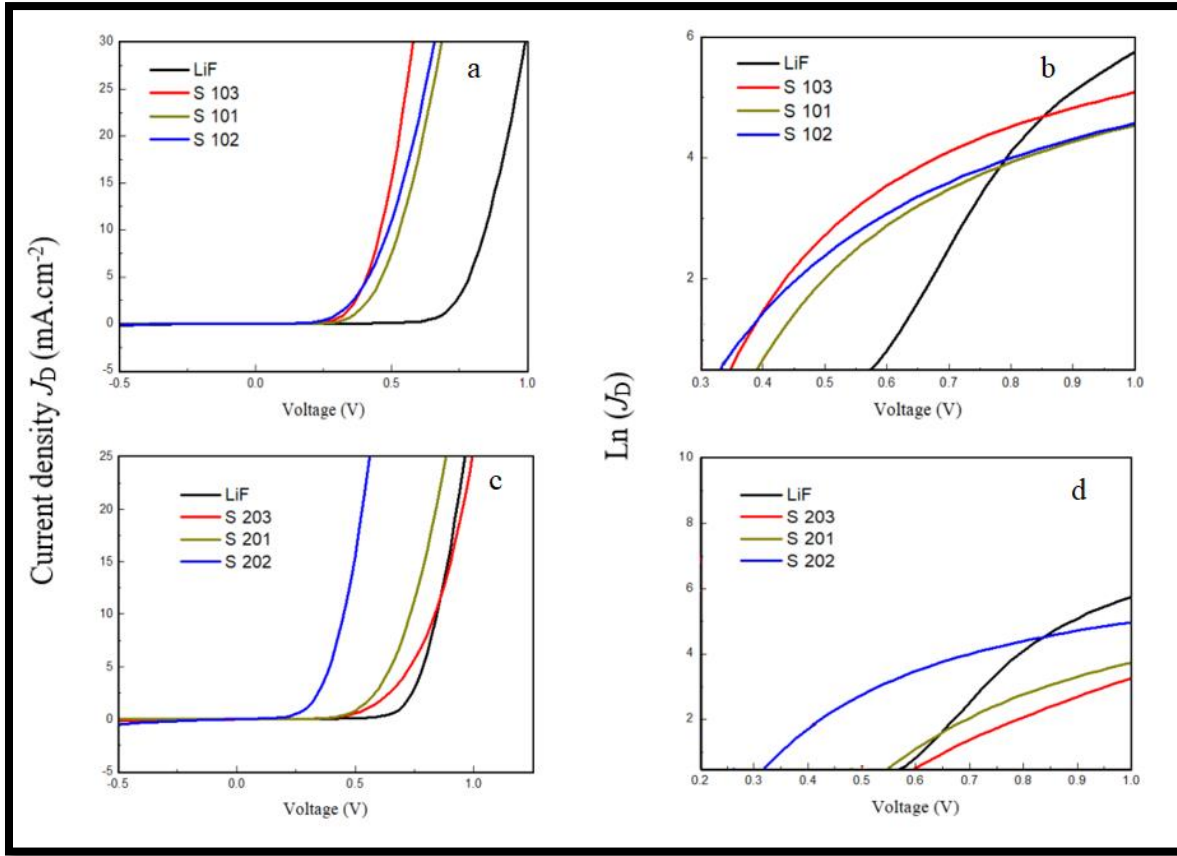 Current density J_D (mA.cm⁻²)
30
25
20
15
10
5
0
-5
-0.5
0.0
0.5
1.0
Voltage (V)
LiF
S 103
S 101
S 102
a
Ln (J_D)
6
4
2
0.3
0.4
0.5
0.6
0.7
0.8
0.9
1.0
Voltage (V)
LiF
S 103
S 101
S 102
b
25
20
15
10
5
0
-5
-0.5
0.0
0.5
1.0
Voltage (V)
LiF
S 203
S 201
S 202
c
10
8
6
4
2
0.2
0.3
0.4
0.5
0.6
0.7
0.8
0.9
1.0
Voltage (V)
LiF
S 203
S 201
S 202
d